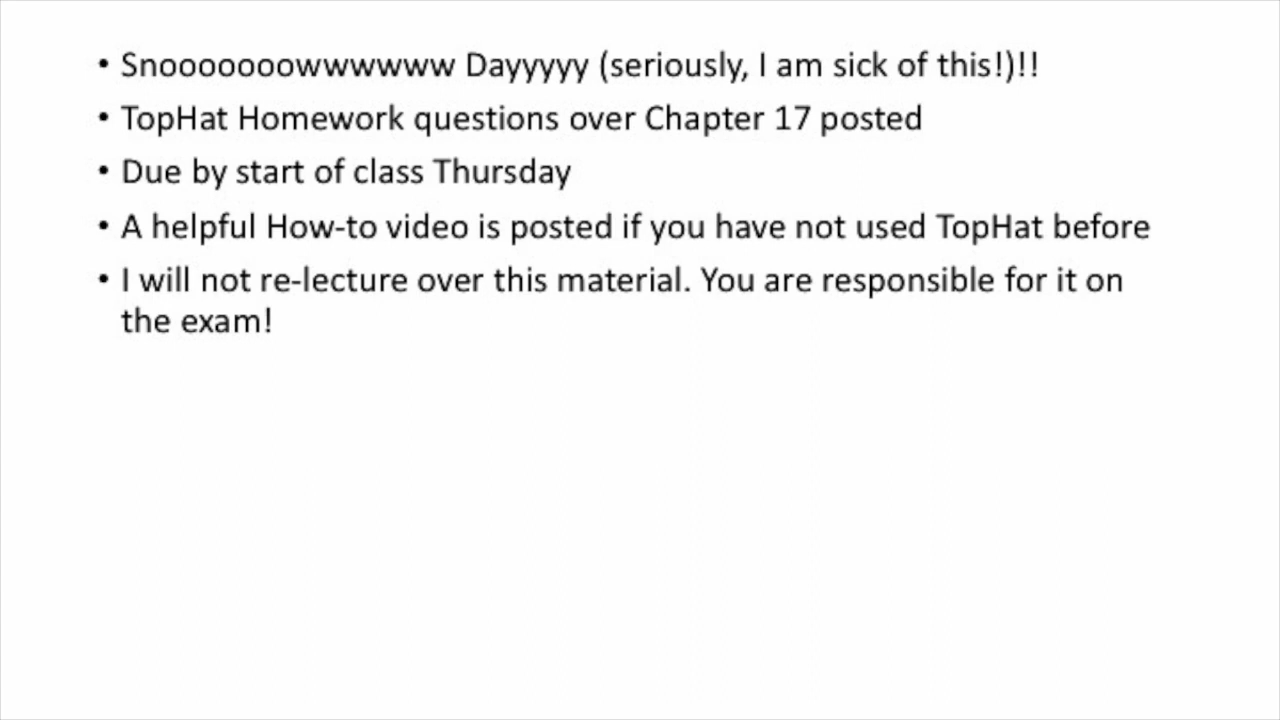 • Snooooooowwwwww Dayyyyy (seriously, I am sick of this!)!!
• TopHat Homework questions over Chapter 17 posted
• Due by start of class Thursday
• A helpful How-to video is posted if you have not used TopHat before
• I will not re-lecture over this material. You are responsible for it on
the exam!